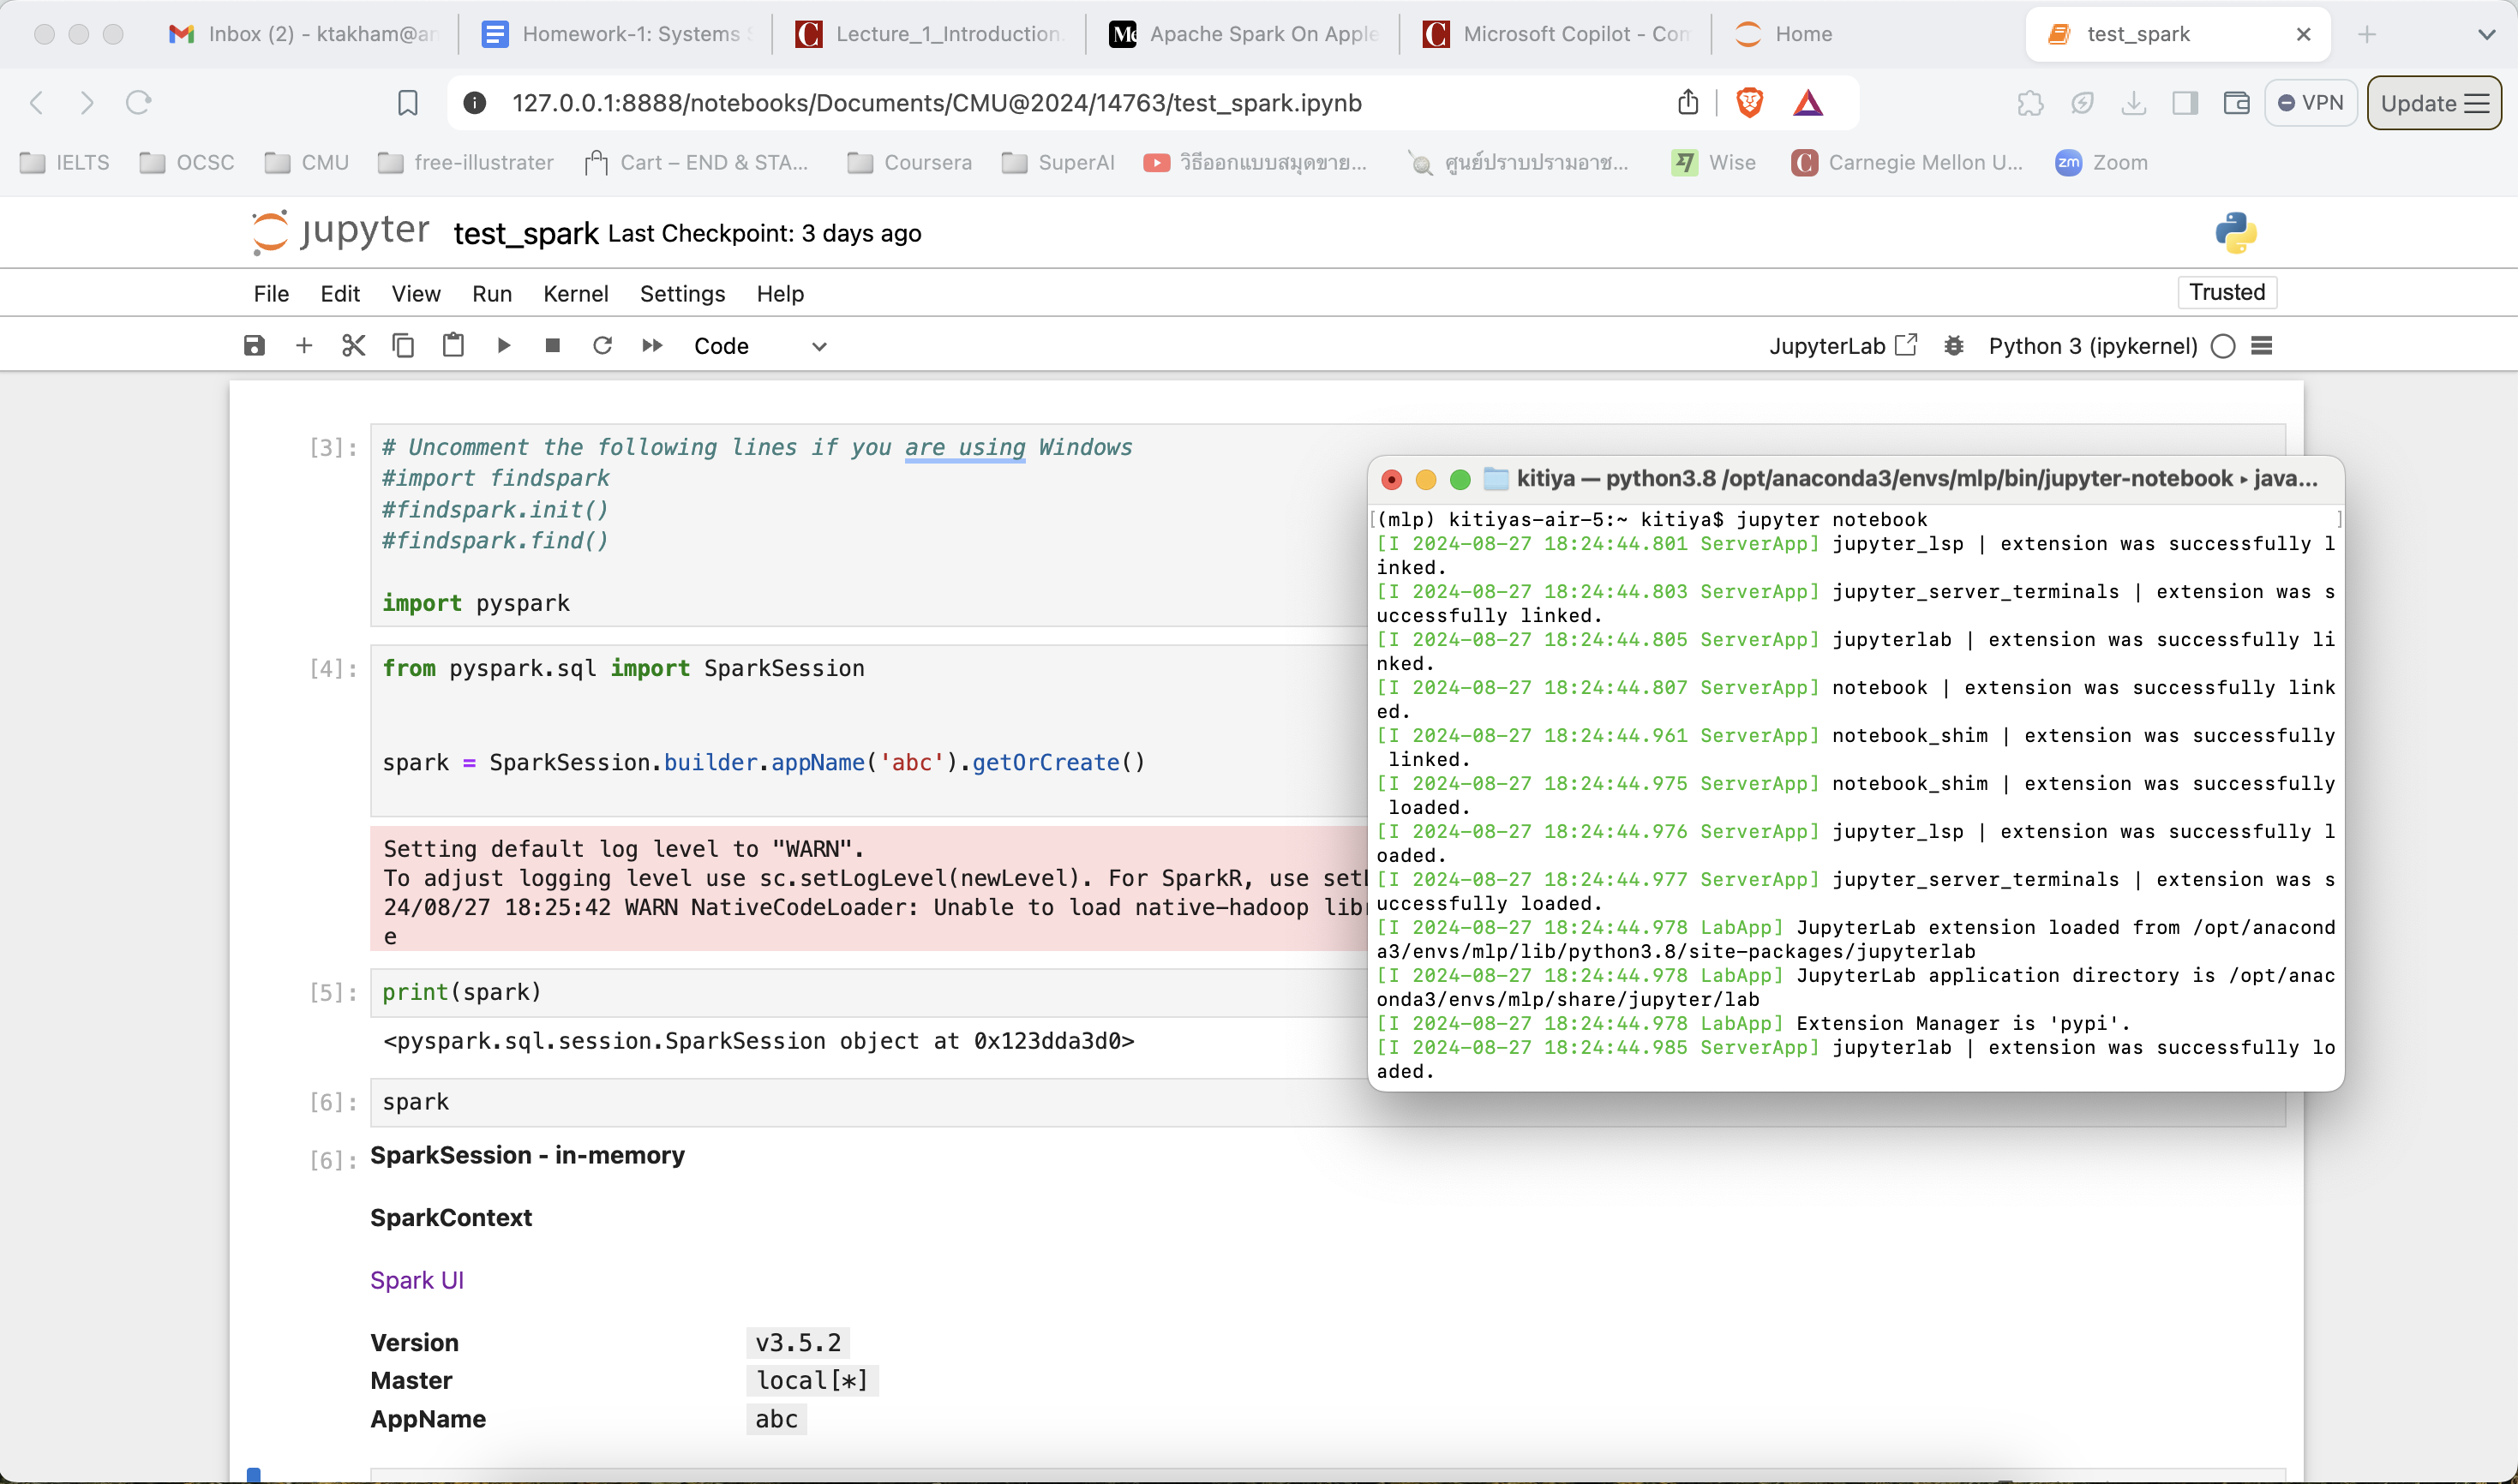 Inbox (2) - ktakham@an
Homework-1: Systems S
Lecture_1_Introduction.
Apache Spark On Apple
Microsoft Copilot - Com
Home
test_spark
127.0.0.1:8888/notebooks/Documents/CMU@2024/14763/test_spark.ipynb
VPN
Update
IELTS
OCSC
CMU
free-illustrater
Cart – END & STA...
Coursera
SuperAI
วิธีออกแบบสมุดขาย...
ศูนย์ปราบปรามอาช...
Wise
Carnegie Mellon U...
Zoom
jupyter test_spark Last Checkpoint: 3 days ago
File Edit View Run Kernel Settings Help
Trusted
Code
JupyterLab
Python 3 (ipykernel)
[3]:
# Uncomment the following lines if you are using Windows
#import findspark
#findspark.init()
#findspark.find()
import pyspark
[4]:
from pyspark.sql import SparkSession
spark = SparkSession.builder.appName('abc').getOrCreate()
Setting default log level to "WARN".
To adjust logging level use sc.setLogLevel(newLevel). For SparkR, use setL
24/08/27 18:25:42 WARN NativeCodeLoader: Unable to load native-hadoop libr
e
[5]:
print(spark)
<pyspark.sql.session.SparkSession object at 0x123dda3d0>
[6]:
spark
[6]:
SparkSession - in-memory
SparkContext
Spark UI
Version v3.5.2
Master local[*]
AppName abc
kitiya — python3.8 /opt/anaconda3/envs/mlp/bin/jupyter-notebook ▸ java...
[(mlp) kitiyas-air-5:~ kitiya$ jupyter notebook ]
[I 2024-08-27 18:24:44.801 ServerApp] jupyter_lsp | extension was successfully l
inked.
[I 2024-08-27 18:24:44.803 ServerApp] jupyter_server_terminals | extension was s
uccessfully linked.
[I 2024-08-27 18:24:44.805 ServerApp] jupyterlab | extension was successfully li
nked.
[I 2024-08-27 18:24:44.807 ServerApp] notebook | extension was successfully link
ed.
[I 2024-08-27 18:24:44.961 ServerApp] notebook_shim | extension was successfully
linked.
[I 2024-08-27 18:24:44.975 ServerApp] notebook_shim | extension was successfully
loaded.
[I 2024-08-27 18:24:44.976 ServerApp] jupyter_lsp | extension was successfully l
oaded.
[I 2024-08-27 18:24:44.977 ServerApp] jupyter_server_terminals | extension was s
uccessfully loaded.
[I 2024-08-27 18:24:44.978 LabApp] JupyterLab extension loaded from /opt/anacond
a3/envs/mlp/lib/python3.8/site-packages/jupyterlab
[I 2024-08-27 18:24:44.978 LabApp] JupyterLab application directory is /opt/anac
onda3/envs/mlp/share/jupyter/lab
[I 2024-08-27 18:24:44.978 LabApp] Extension Manager is 'pypi'.
[I 2024-08-27 18:24:44.985 ServerApp] jupyterlab | extension was successfully lo
aded.